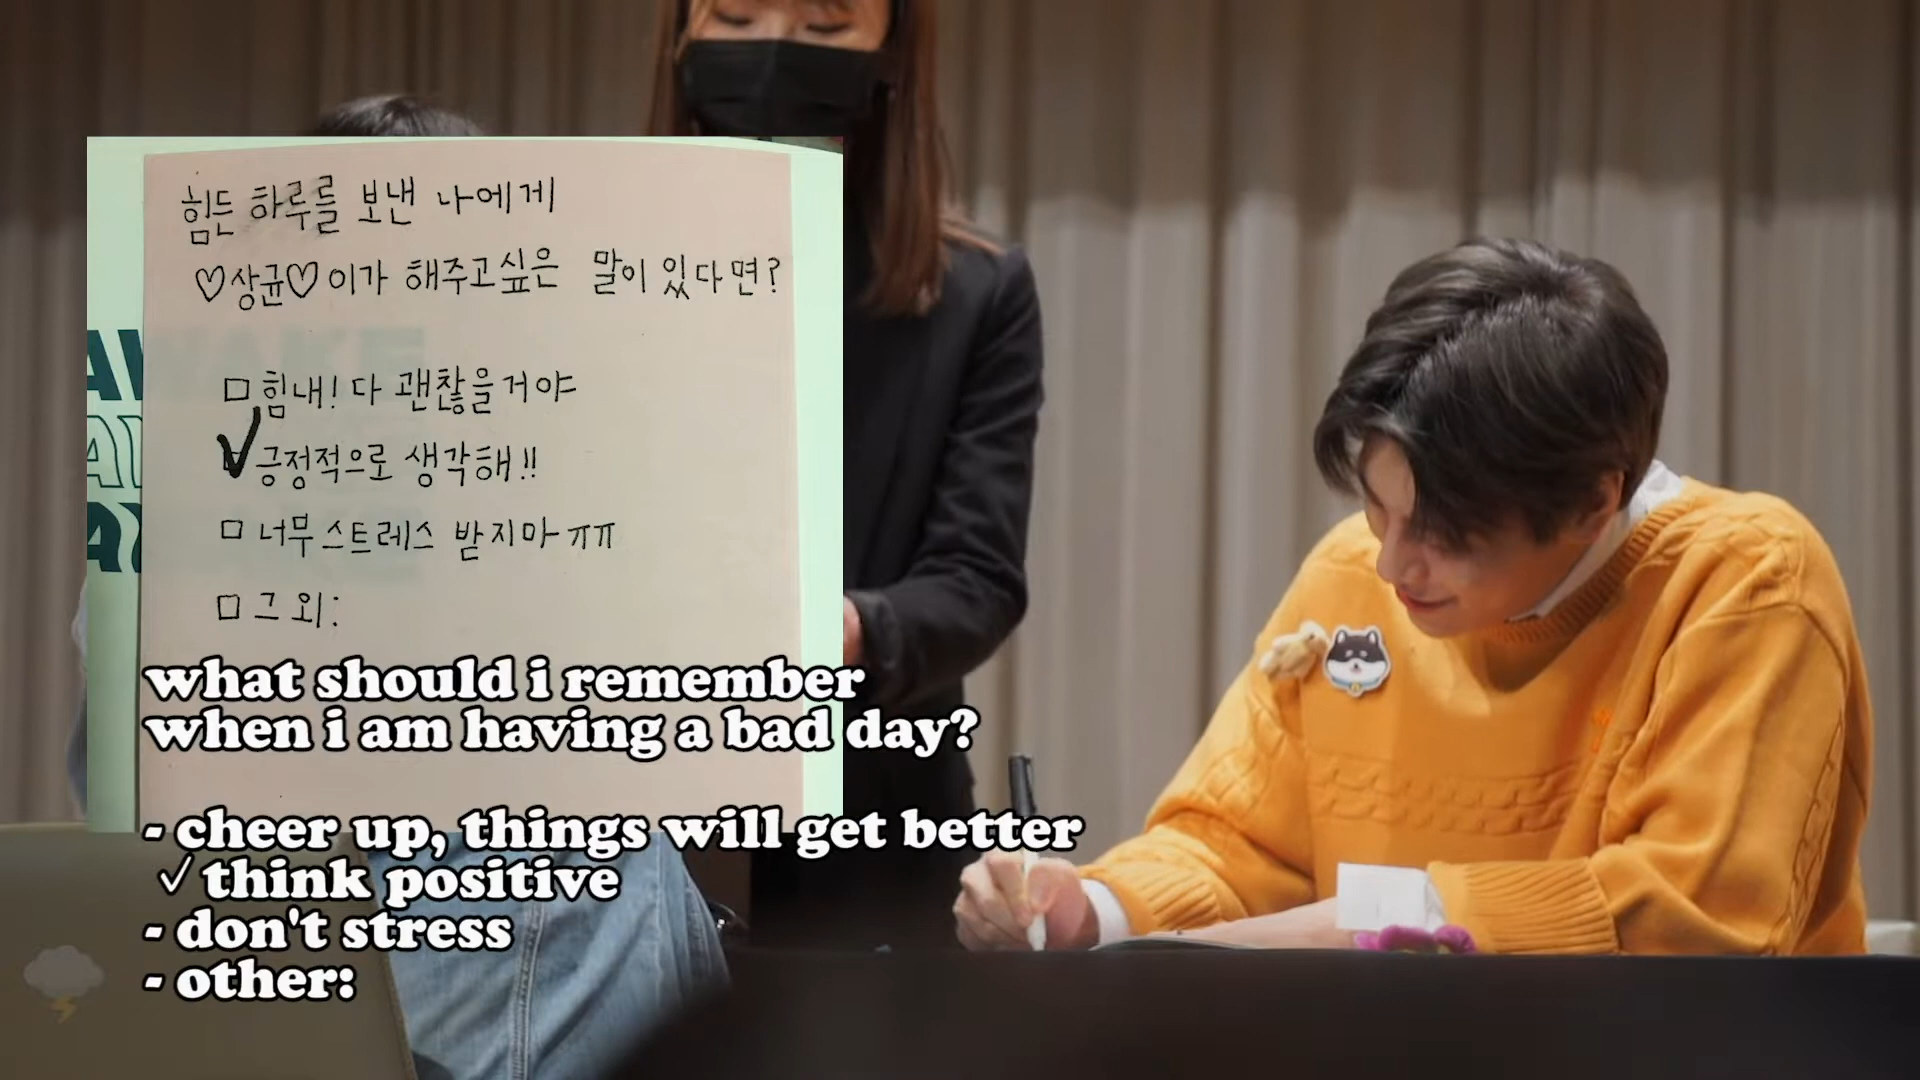 힘든 하루를 보낸 나에게
♡상균♡이가 해주고싶은 말이 있다면?
□ 힘내! 다 괜찮을거야
✓ 긍정적으로 생각해!!
□ 너무 스트레스 받지마 ㅠㅠ
□ 그 외:
what should i remember
when i am having a bad day?
- cheer up, things will get better
✓ think positive
- don't stress
- other: